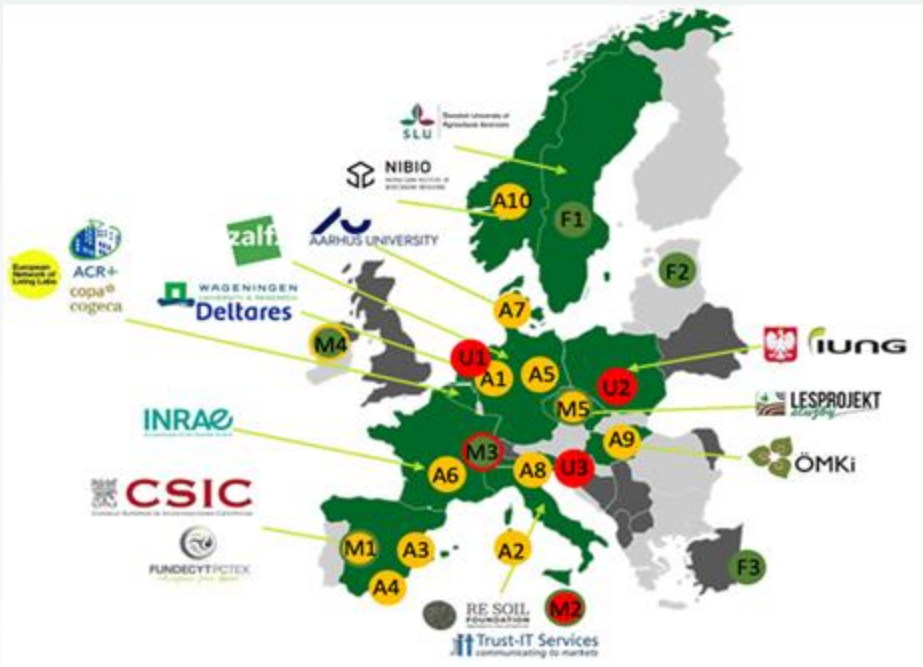 SLU
Swedish University of
Agricultural Sciences
NIBIO
A10
F1
zalf.
AARHUS UNIVERSITY
F2
European
Network of
Living Labs
ACR+
copa
cogeca
WAGENINGEN
UNIVERSITY & RESEARCH
Deltares
A7
M4
U1
A1
A5
U2
IUNG
M5
LESPROJEKT
služby
INRAE
A9
ÖMKi
M3
A6
A8
U3
CSIC
M1
A3
A2
FUNDECYTPCTEX
A4
F3
RE SOIL
FOUNDATION
M2
Trust-IT Services
communicating to markets